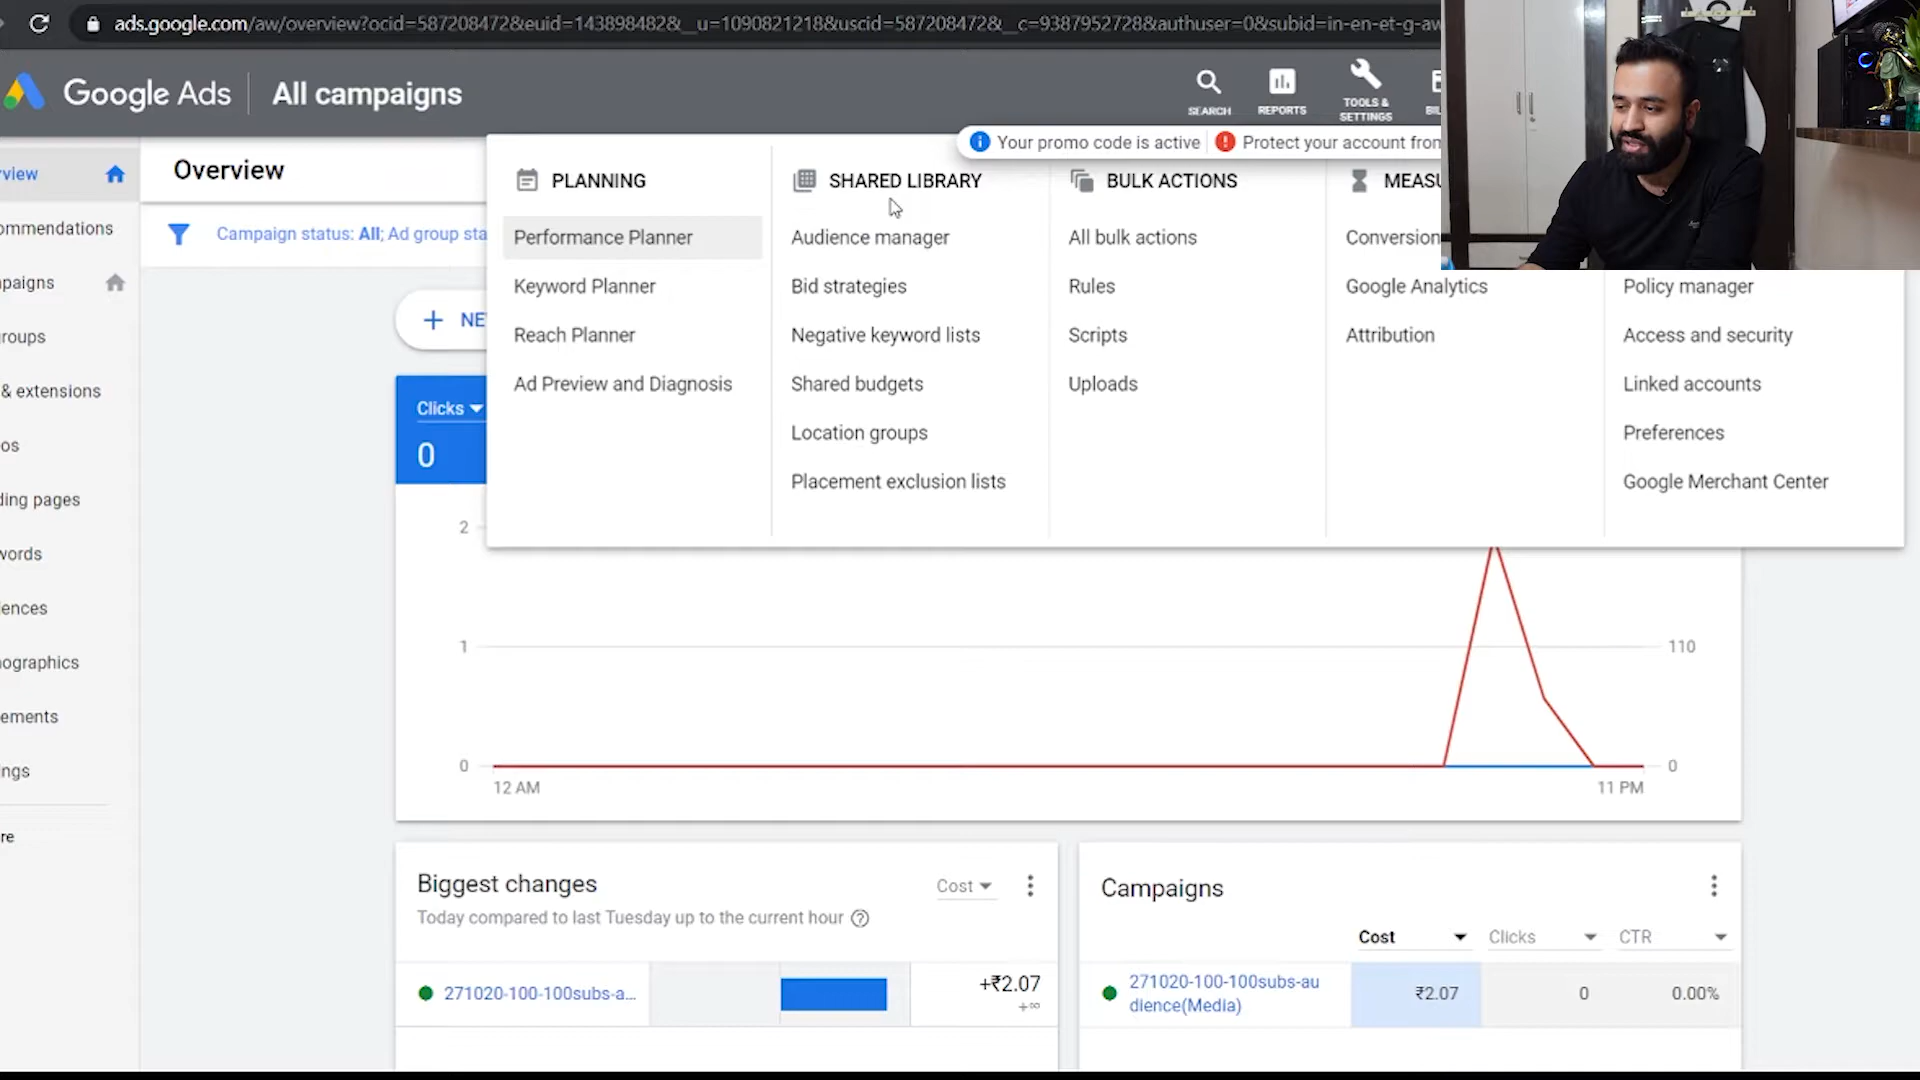 ads.google.com/aw/overview?ocid=587208472&euid=143898482&__u=1090821218&uscid=587208472&__c=9387952728&authuser=0&subid=in-en-et-g-aw
Google Ads
All campaigns
SEARCH
REPORTS
TOOLS &
SETTINGS
Your promo code is active
Protect your account from
view
Overview
ommendations
paigns
roups
& extensions
os
ding pages
words
iences
nographics
ements
ings
re
Campaign status: All; Ad group sta
NE
PLANNING
Performance Planner
Keyword Planner
Reach Planner
Ad Preview and Diagnosis
SHARED LIBRARY
Audience manager
Bid strategies
Negative keyword lists
Shared budgets
Location groups
Placement exclusion lists
BULK ACTIONS
All bulk actions
Rules
Scripts
Uploads
MEASU
Conversion
Google Analytics
Attribution
Policy manager
Access and security
Linked accounts
Preferences
Google Merchant Center
Clicks
0
2
1
110
0
0
12 AM
11 PM
Biggest changes
Cost
Today compared to last Tuesday up to the current hour
271020-100-100subs-a...
+₹2.07
+∞
Campaigns
Cost
Clicks
CTR
271020-100-100subs-au
dience(Media)
₹2.07
0
0.00%